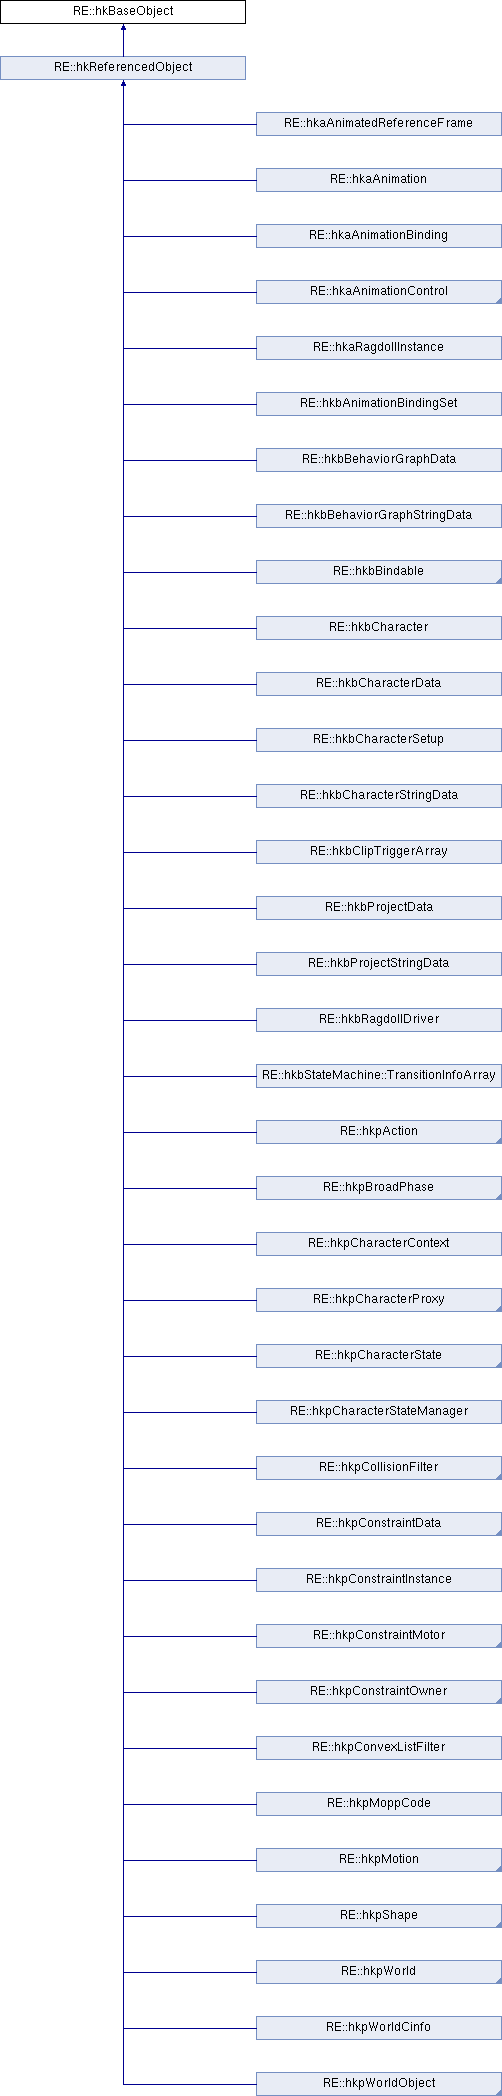 RE::hkBaseObject
RE::hkReferencedObject
RE::hkaAnimatedReferenceFrame
RE::hkaAnimation
RE::hkaAnimationBinding
RE::hkaAnimationControl
RE::hkaRagdollInstance
RE::hkbAnimationBindingSet
RE::hkbBehaviorGraphData
RE::hkbBehaviorGraphStringData
RE::hkbBindable
RE::hkbCharacter
RE::hkbCharacterData
RE::hkbCharacterSetup
RE::hkbCharacterStringData
RE::hkbClipTriggerArray
RE::hkbProjectData
RE::hkbProjectStringData
RE::hkbRagdollDriver
RE::hkbStateMachine::TransitionInfoArray
RE::hkpAction
RE::hkpBroadPhase
RE::hkpCharacterContext
RE::hkpCharacterProxy
RE::hkpCharacterState
RE::hkpCharacterStateManager
RE::hkpCollisionFilter
RE::hkpConstraintData
RE::hkpConstraintInstance
RE::hkpConstraintMotor
RE::hkpConstraintOwner
RE::hkpConvexListFilter
RE::hkpMoppCode
RE::hkpMotion
RE::hkpShape
RE::hkpWorld
RE::hkpWorldCinfo
RE::hkpWorldObject